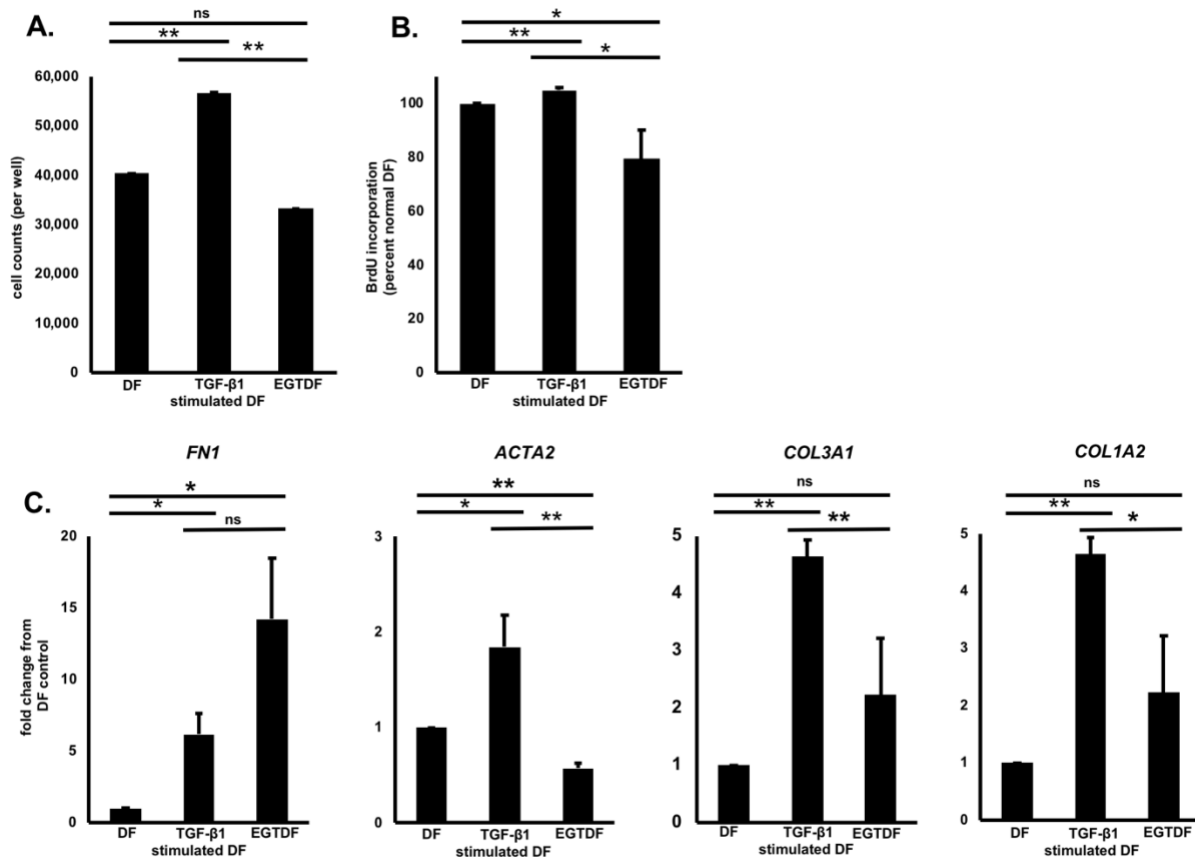 A.
ns
**
**
60,000
50,000
40,000
30,000
20,000
10,000
0
cell counts (per well)
DF
TGF-β1
EGTDF
stimulated DF
B.
*
**
*
100
80
60
40
20
0
BrdU incorporation
(percent normal DF)
DF
TGF-β1
EGTDF
stimulated DF
C.
FN1
*
*
ns
20
15
10
5
0
fold change from
DF control
DF
TGF-β1
EGTDF
stimulated DF
ACTA2
**
*
**
3
2
1
0
DF
TGF-β1
EGTDF
stimulated DF
COL3A1
ns
**
**
5
4
3
2
1
0
DF
TGF-β1
EGTDF
stimulated DF
COL1A2
ns
**
*
5
4
3
2
1
0
DF
TGF-β1
EGTDF
stimulated DF